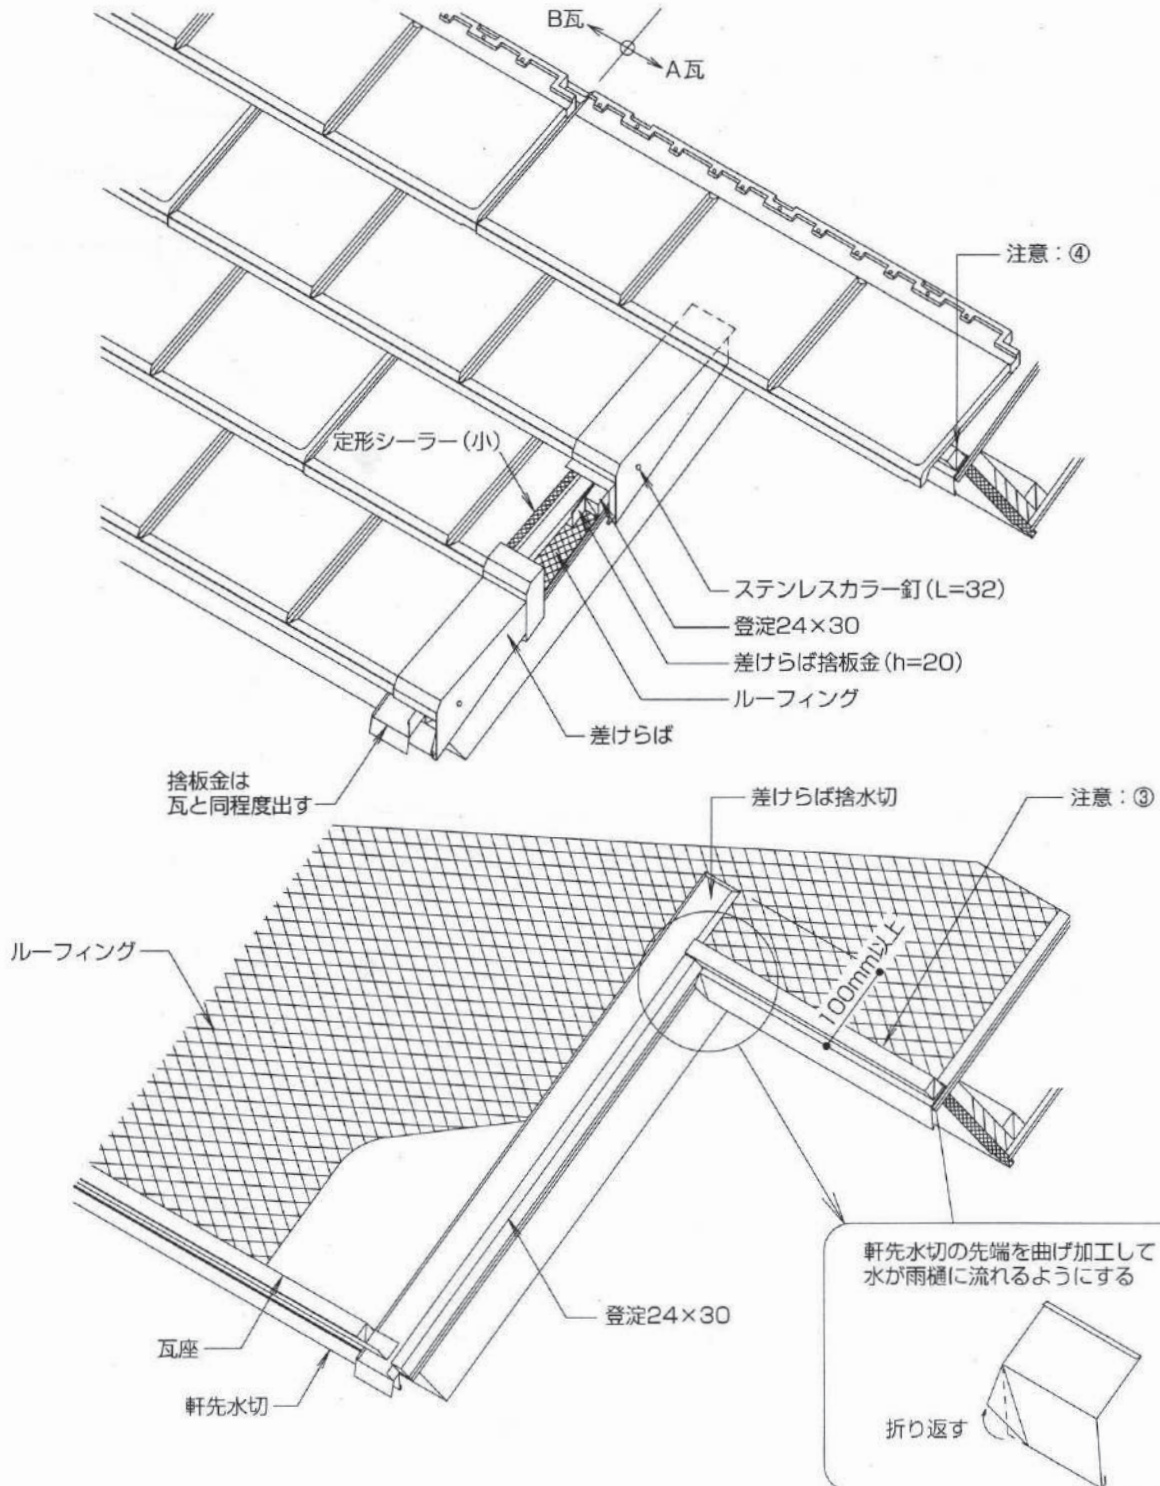 B瓦
A瓦
注意：④
定形シーラー（小）
ステンレスカラー釘（L=32）
登淀24×30
差けらば捨板金（h=20）
ルーフィング
差けらば
捨板金は
瓦と同程度出す
差けらば捨水切
注意：③
ルーフィング
100mm以上
登淀24×30
瓦座
軒先水切
軒先水切の先端を曲げ加工して
水が雨樋に流れるようにする
折り返す